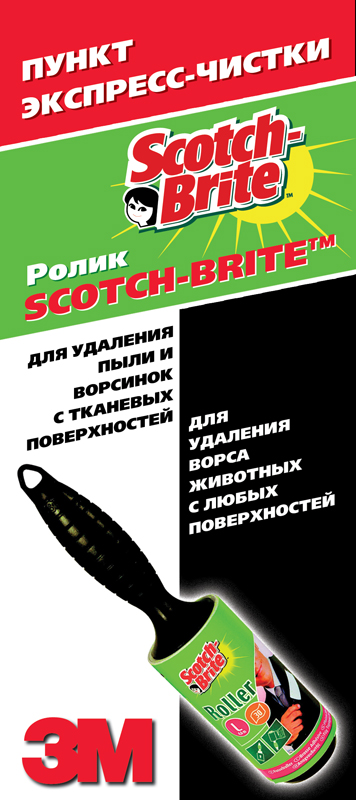 ПУНКТ
ЭКСПРЕСС-ЧИСТКИ
Scotch-
Brite™
Ролик
SCOTCH-BRITE™
ДЛЯ УДАЛЕНИЯ
ПЫЛИ И
ВОРСИНОК
С ТКАНЕВЫХ
ПОВЕРХНОСТЕЙ
ДЛЯ
УДАЛЕНИЯ
ВОРСА
ЖИВОТНЫХ
С ЛЮБЫХ
ПОВЕРХНОСТЕЙ
Scotch-
Brite
Roller
L
3M